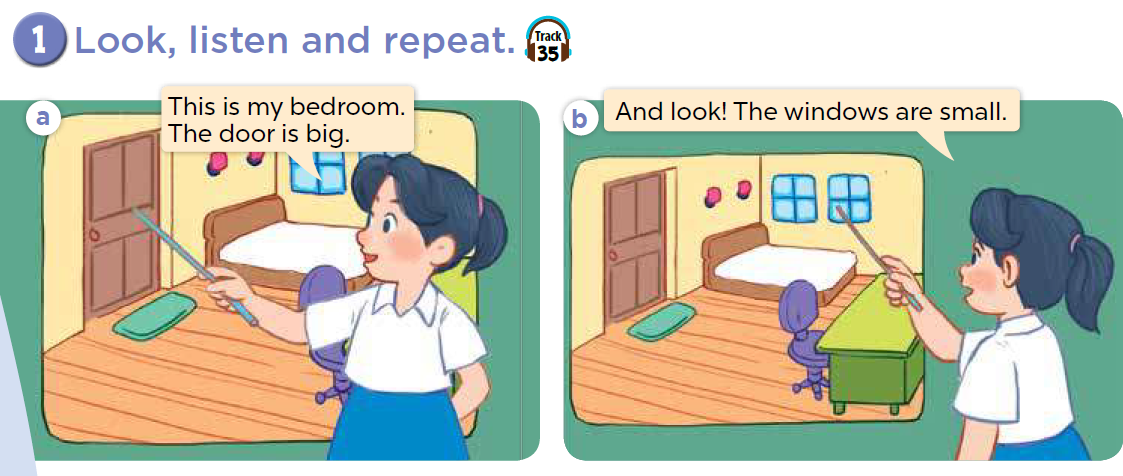 1 Look, listen and repeat. Track 35
a
This is my bedroom.
The door is big.
b
And look! The windows are small.